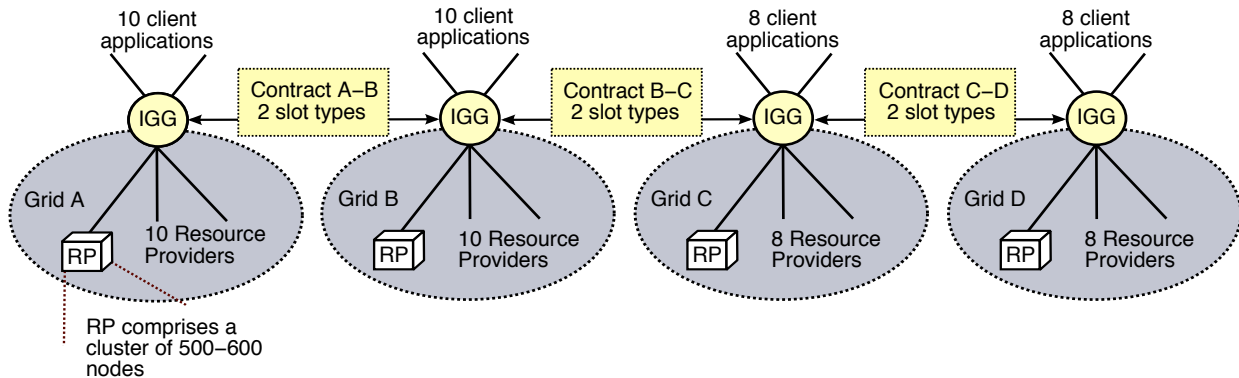 10 client
applications
10 client
applications
8 client
applications
8 client
applications
Contract A–B
2 slot types
Contract B–C
2 slot types
Contract C–D
2 slot types
IGG
IGG
IGG
IGG
Grid A
Grid B
Grid C
Grid D
RP
10 Resource
Providers
RP
10 Resource
Providers
RP
8 Resource
Providers
RP
8 Resource
Providers
RP comprises a
cluster of 500–600
nodes